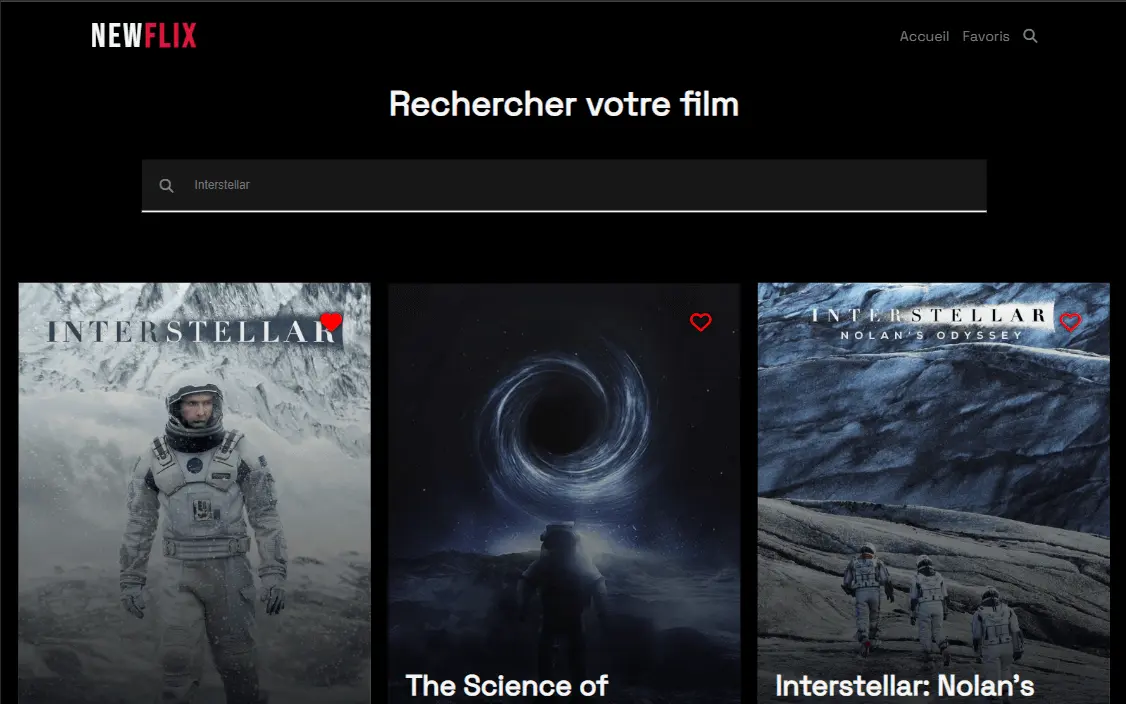 NEWFLIX
Accueil Favoris
Rechercher votre film
Interstellar
INTERSTELLAR
INTERSTELLAR
NOLAN'S ODYSSEY
The Science of
Interstellar: Nolan's